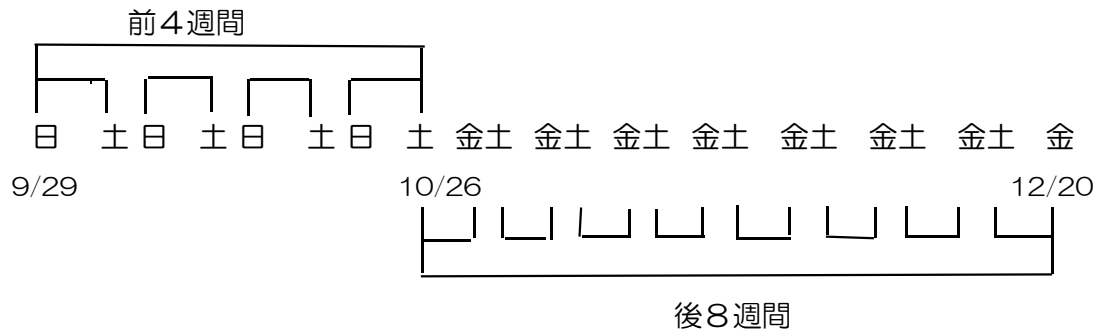 前4週間
日 土日 土日 土日 土 金土 金土 金土 金土 金土 金土 金土 金
9/29 10/26 12/20
後8週間